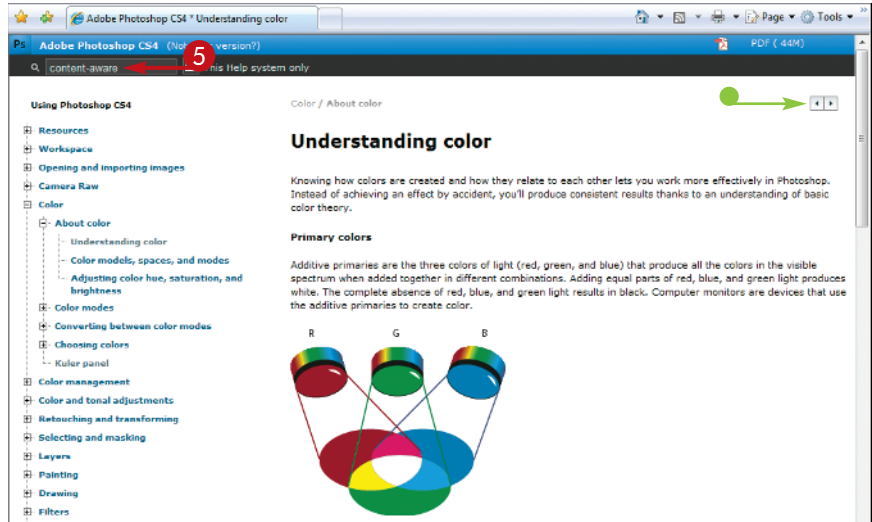 Adobe Photoshop CS4 * Understanding color
Page
Tools
»
Ps Adobe Photoshop CS4 (No version?)
PDF ( 44M)
5
content-aware
his Help system only
Using Photoshop CS4
Resources
Workspace
Opening and importing images
Camera Raw
Color
About color
Understanding color
Color models, spaces, and modes
Adjusting color hue, saturation, and
brightness
Color modes
Converting between color modes
Choosing colors
Kuler panel
Color management
Color and tonal adjustments
Retouching and transforming
Selecting and masking
Layers
Painting
Drawing
Filters
Color / About color
Understanding color
Knowing how colors are created and how they relate to each other lets you work more effectively in Photoshop.
Instead of achieving an effect by accident, you'll produce consistent results thanks to an understanding of basic
color theory.
Primary colors
Additive primaries are the three colors of light (red, green, and blue) that produce all the colors in the visible
spectrum when added together in different combinations. Adding equal parts of red, blue, and green light produces
white. The complete absence of red, blue, and green light results in black. Computer monitors are devices that use
the additive primaries to create color.
R G B